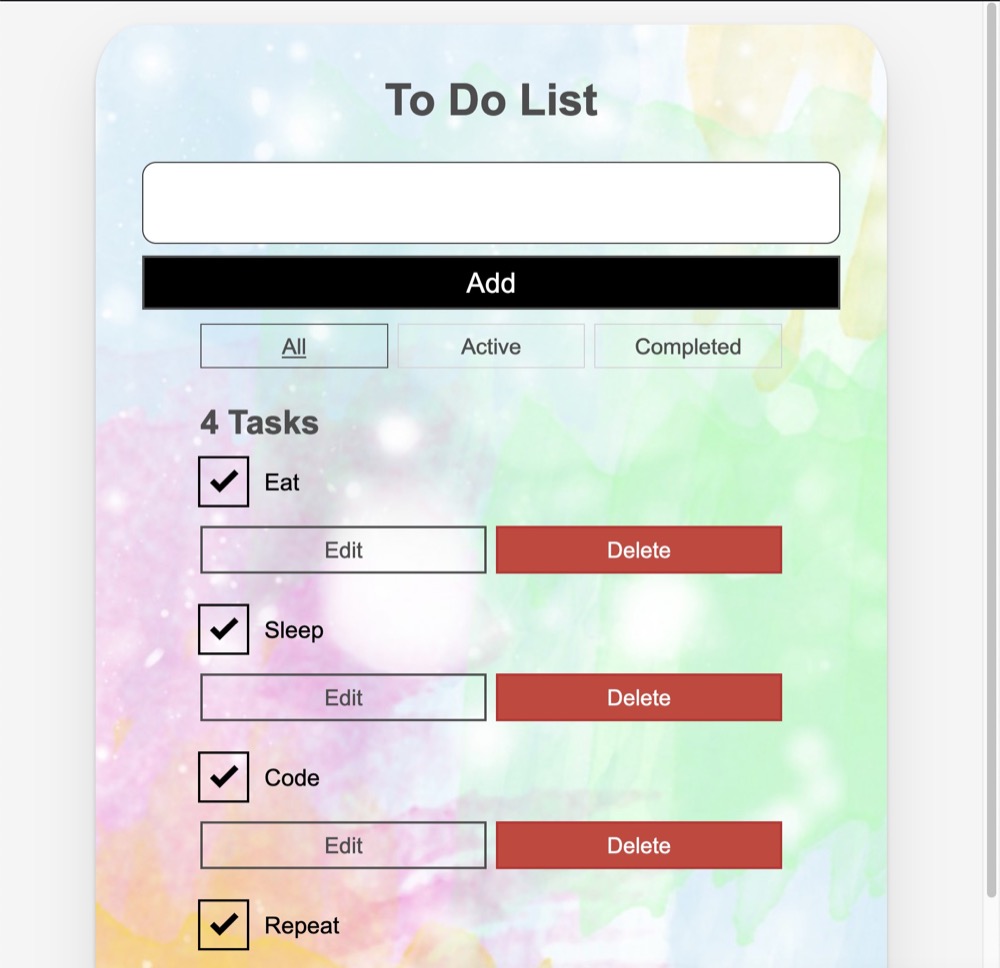 To Do List
Add
All Active Completed
4 Tasks
Eat
Edit Delete
Sleep
Edit Delete
Code
Edit Delete
Repeat